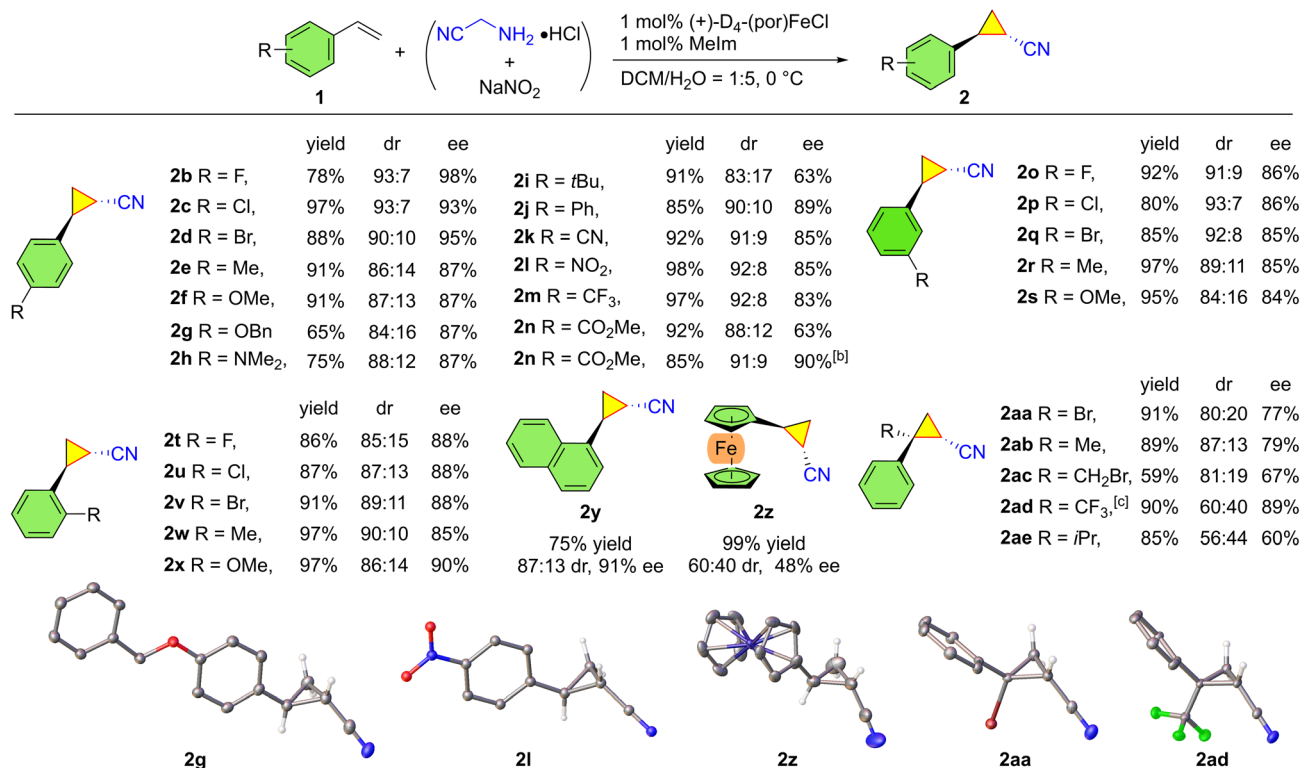 R
1
+
NC NH2 •HCl
+
NaNO2
1 mol% (+)-D4-(por)FeCl
1 mol% MeIm
DCM/H2O = 1:5, 0 °C
R
CN
2
CN
R
yield dr ee
2b R = F, 78% 93:7 98%
2c R = Cl, 97% 93:7 93%
2d R = Br, 88% 90:10 95%
2e R = Me, 91% 86:14 87%
2f R = OMe, 91% 87:13 87%
2g R = OBn 65% 84:16 87%
2h R = NMe2, 75% 88:12 87%
yield dr ee
2i R = tBu, 91% 83:17 63%
2j R = Ph, 85% 90:10 89%
2k R = CN, 92% 91:9 85%
2l R = NO2, 98% 92:8 85%
2m R = CF3, 97% 92:8 83%
2n R = CO2Me, 92% 88:12 63%
2n R = CO2Me, 85% 91:9 90%[b]
CN
R
yield dr ee
2o R = F, 92% 91:9 86%
2p R = Cl, 80% 93:7 86%
2q R = Br, 85% 92:8 85%
2r R = Me, 97% 89:11 85%
2s R = OMe, 95% 84:16 84%
CN
R
yield dr ee
2t R = F, 86% 85:15 88%
2u R = Cl, 87% 87:13 88%
2v R = Br, 91% 89:11 88%
2w R = Me, 97% 90:10 85%
2x R = OMe, 97% 86:14 90%
CN
2y
75% yield
87:13 dr, 91% ee
Fe
CN
2z
99% yield
60:40 dr, 48% ee
R
CN
yield dr ee
2aa R = Br, 91% 80:20 77%
2ab R = Me, 89% 87:13 79%
2ac R = CH2Br, 59% 81:19 67%
2ad R = CF3,[c] 90% 60:40 89%
2ae R = iPr, 85% 56:44 60%
2g
2l
2z
2aa
2ad